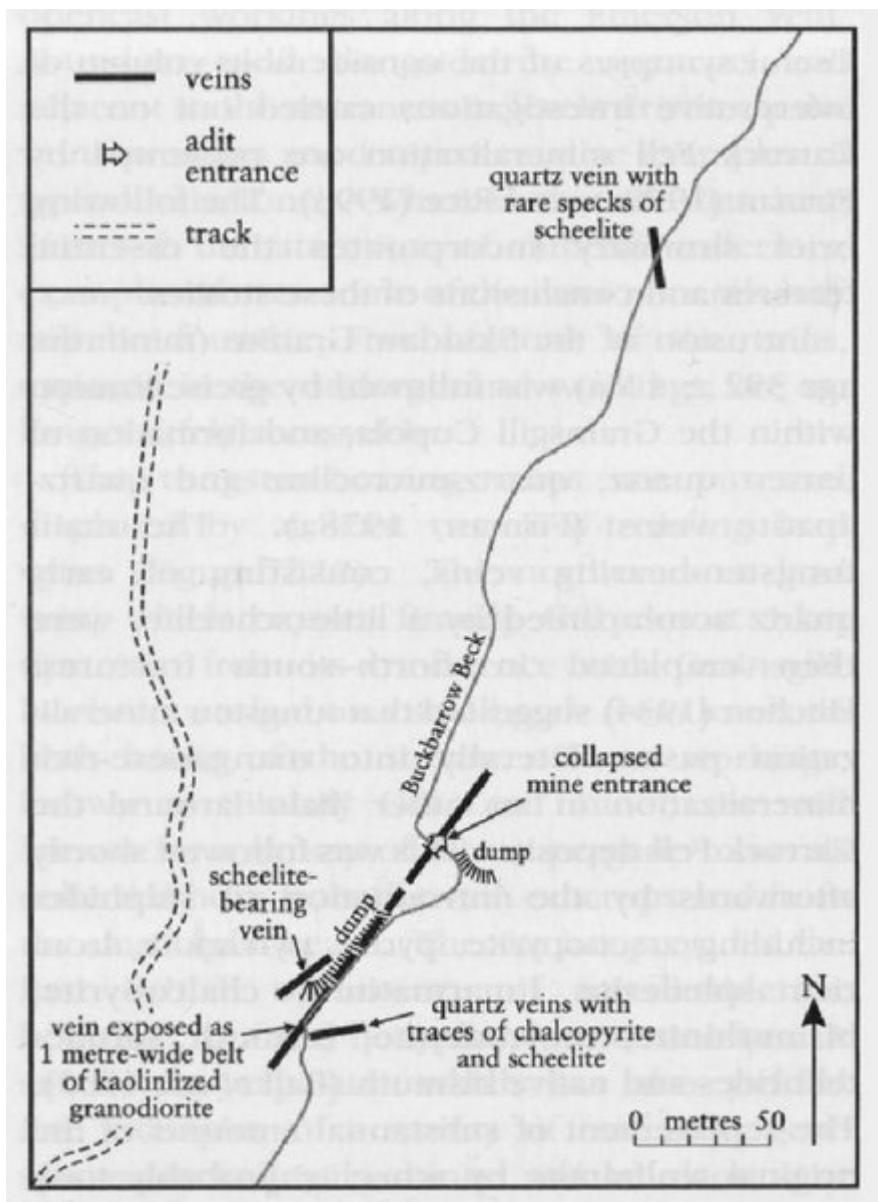 veins
adit
entrance
track
quartz vein with
rare specks of
scheelite
Buckbarrow Beck
collapsed
mine entrance
dump
scheelite-
bearing
vein
dump
vein exposed as
1 metre-wide belt
of kaolinlized
granodiorite
quartz veins with
traces of chalcopyrite
and scheelite
N
0 metres 50